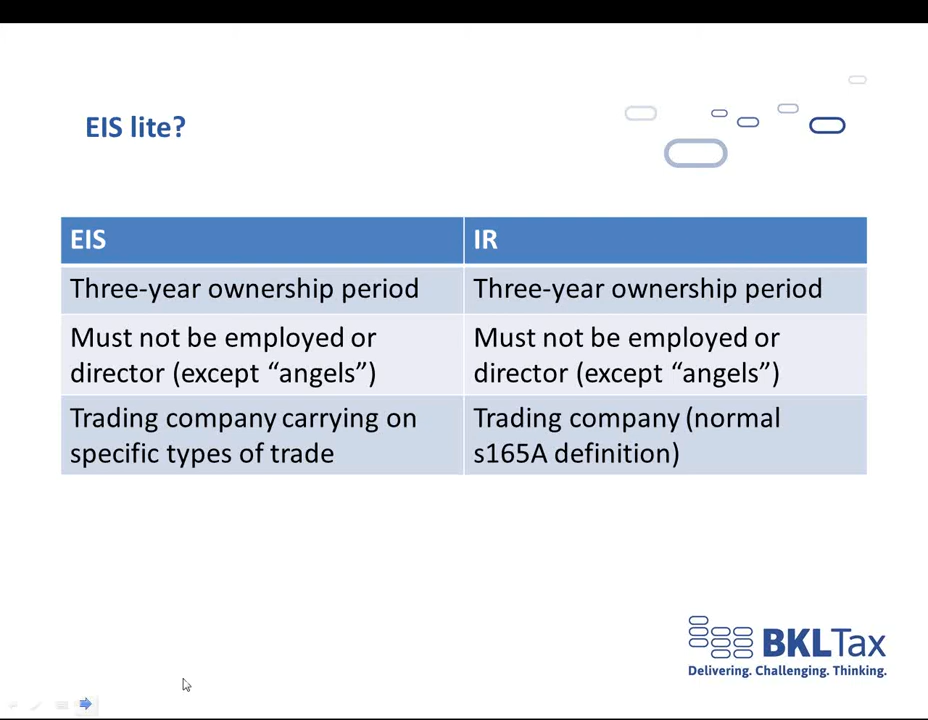 EIS lite?
EIS
IR
Three-year ownership period
Three-year ownership period
Must not be employed or
director (except “angels”)
Must not be employed or
director (except “angels”)
Trading company carrying on
specific types of trade
Trading company (normal
s165A definition)
BKLTax
Delivering. Challenging. Thinking.